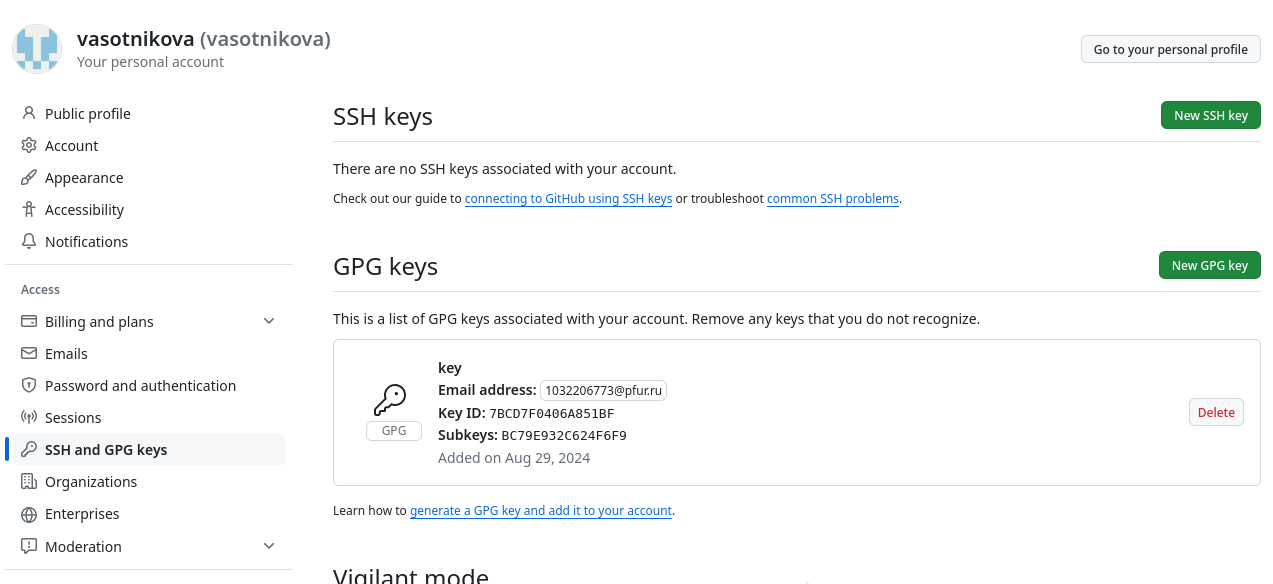 vasotnikova (vasotnikova)
Your personal account
Go to your personal profile
Public profile
Account
Appearance
Accessibility
Notifications
Access
Billing and plans
Emails
Password and authentication
Sessions
SSH and GPG keys
Organizations
Enterprises
Moderation
SSH keys
New SSH key
There are no SSH keys associated with your account.
Check out our guide to connecting to GitHub using SSH keys or troubleshoot common SSH problems.
GPG keys
New GPG key
This is a list of GPG keys associated with your account. Remove any keys that you do not recognize.
GPG
key
Email address: 1032206773@pfur.ru
Key ID: 7BCD7F0406A851BF
Subkeys: BC79E932C624F6F9
Added on Aug 29, 2024
Delete
Learn how to generate a GPG key and add it to your account.
Vigilant mode